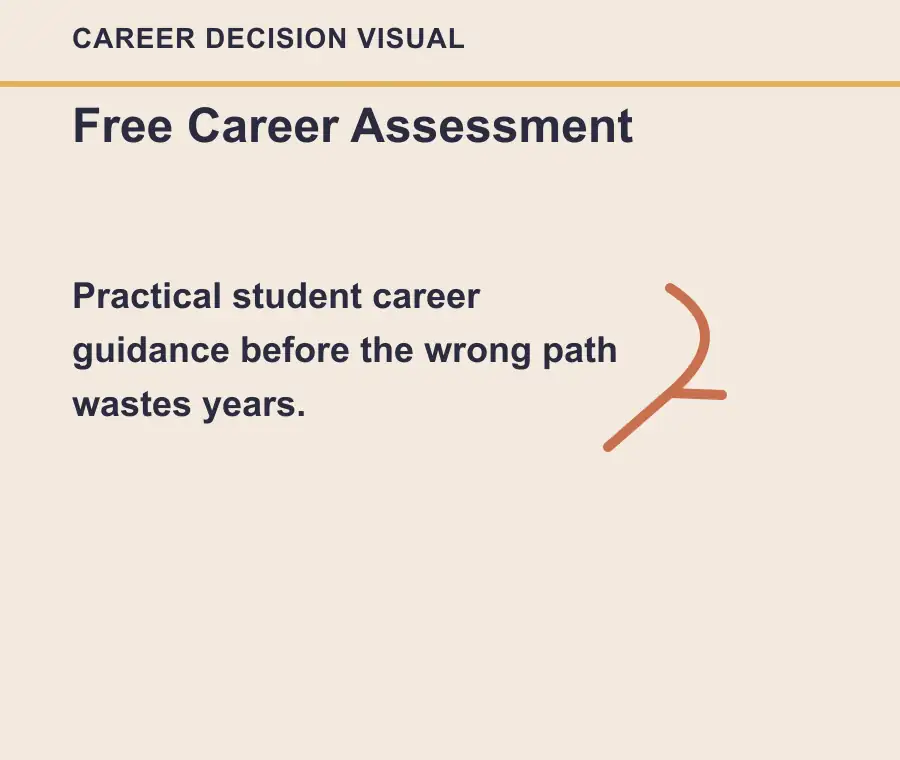 CAREER DECISION VISUAL
Free Career Assessment
Practical student career
guidance before the wrong path
wastes years.